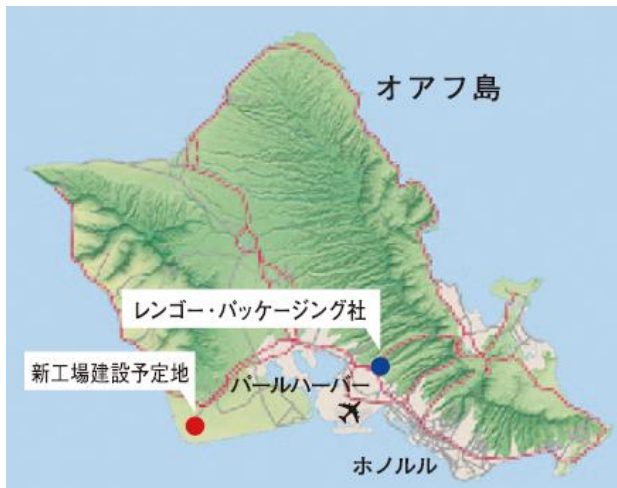 オアフ島
レンゴー・パッケージング社
新工場建設予定地
パールハーバー
ホノルル